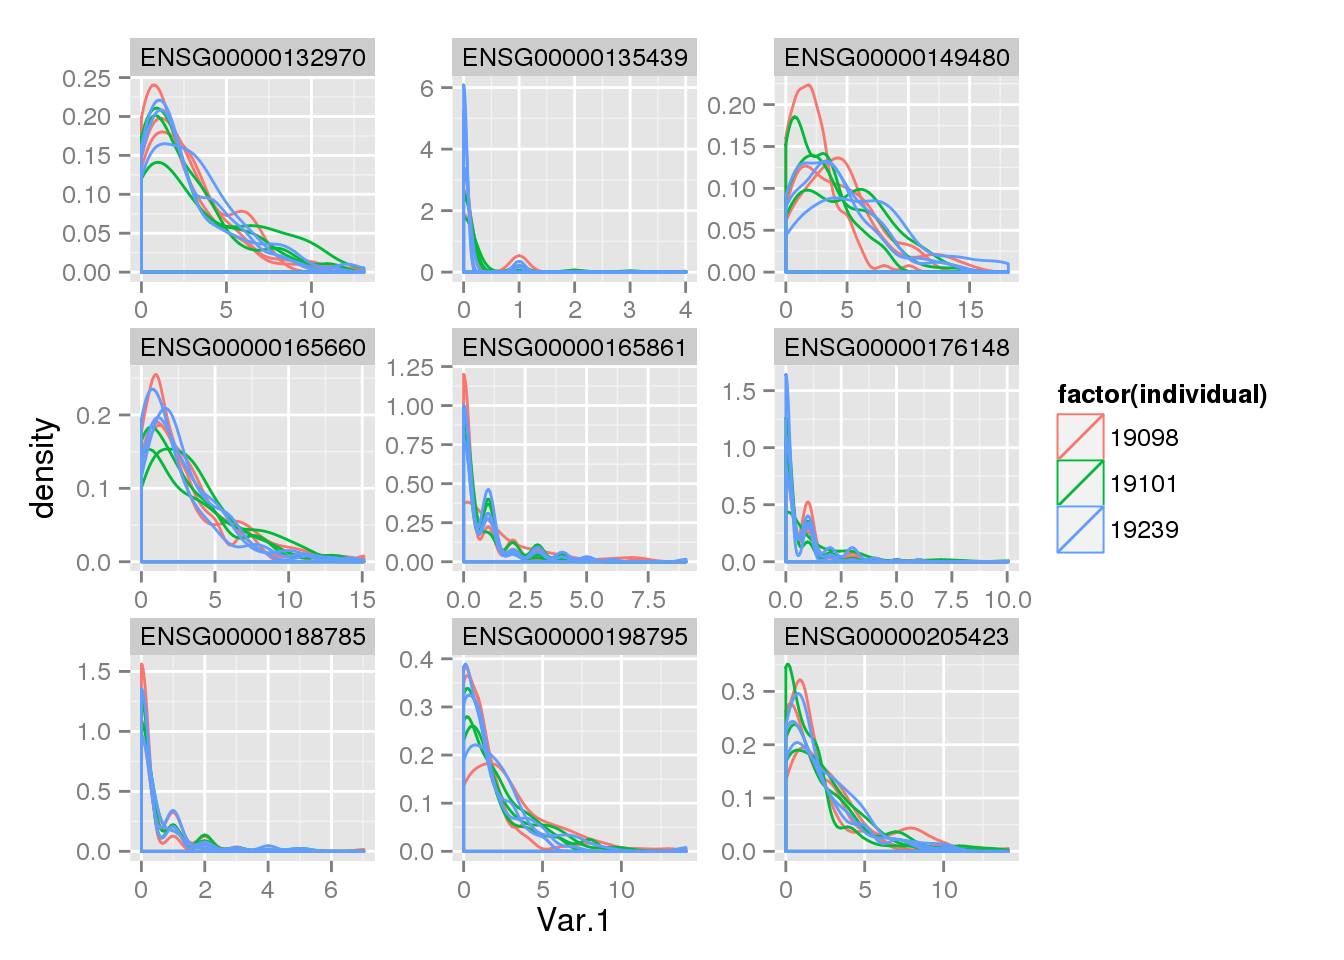 ENSG00000132970 ENSG00000135439 ENSG00000149480
0.25 0.20 0.15 0.10 0.05 0.00
6 4 2 0
0.20 0.15 0.10 0.05 0.00
0 5 10
0 1 2 3 4
0 5 10 15
ENSG00000165660 ENSG00000165861 ENSG00000176148
0.2 0.1 0.0
1.25 1.00 0.75 0.50 0.25 0.00
1.5 1.0 0.5 0.0
0 5 10 15
0.0 2.5 5.0 7.5
0.0 2.5 5.0 7.5 10.0
ENSG00000188785 ENSG00000198795 ENSG00000205423
1.5 1.0 0.5 0.0
0.4 0.3 0.2 0.1 0.0
0.3 0.2 0.1 0.0
0 2 4 6
0 5 10
0 5 10
density
Var.1
factor(individual)
19098
19101
19239